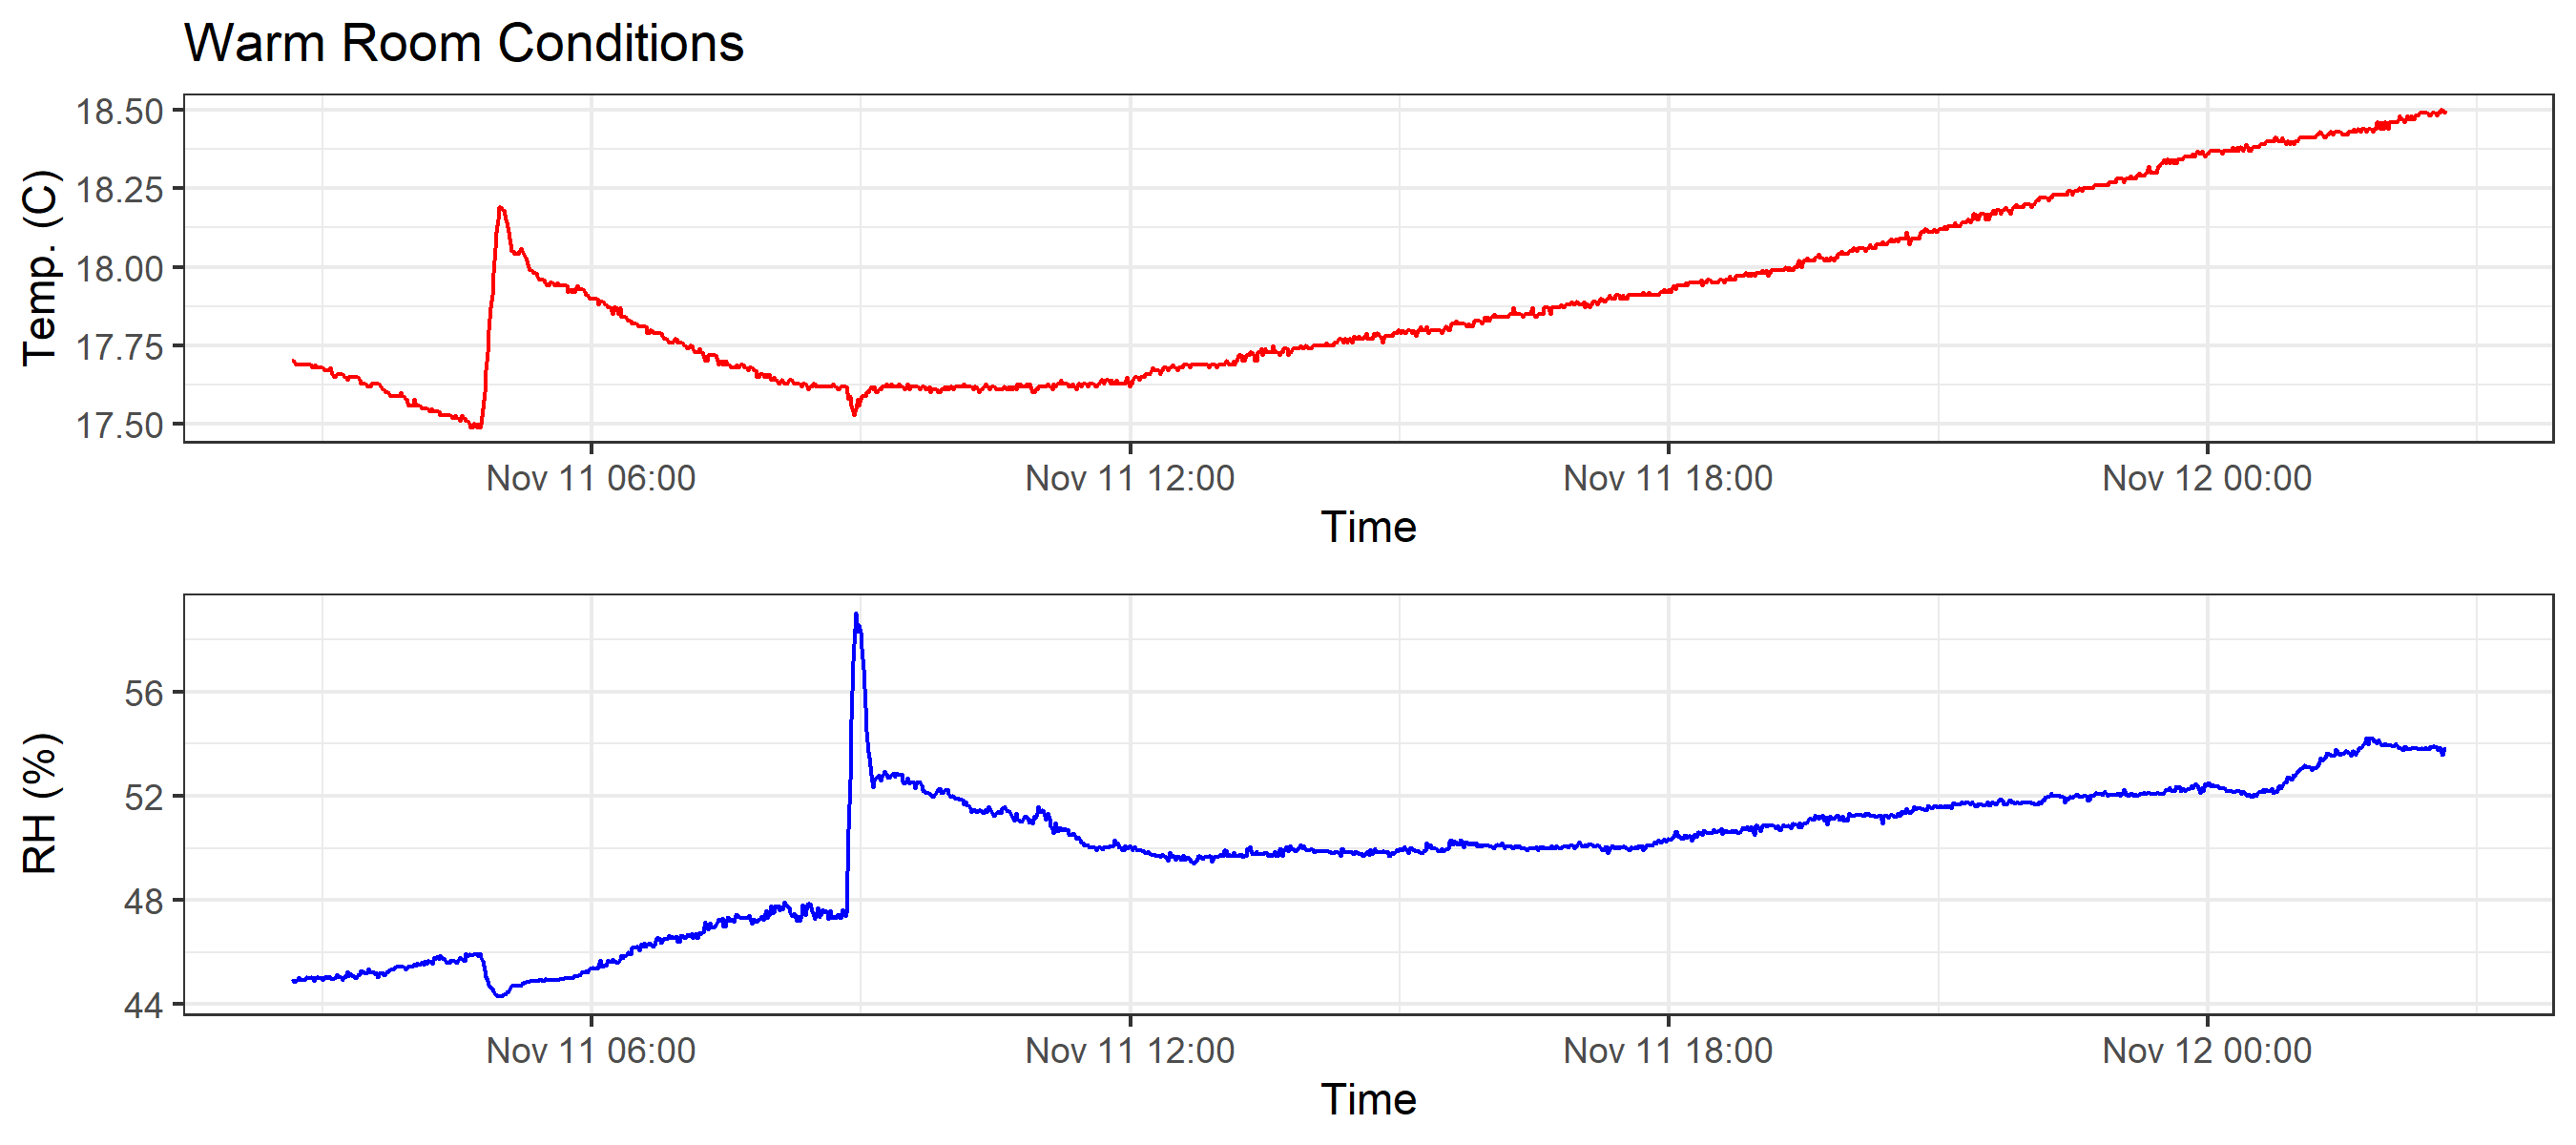 Warm Room Conditions
Temp. (C)
18.50
18.25
18.00
17.75
17.50
Nov 11 06:00 Nov 11 12:00 Nov 11 18:00 Nov 12 00:00
Time
RH (%)
56
52
48
44
Nov 11 06:00 Nov 11 12:00 Nov 11 18:00 Nov 12 00:00
Time